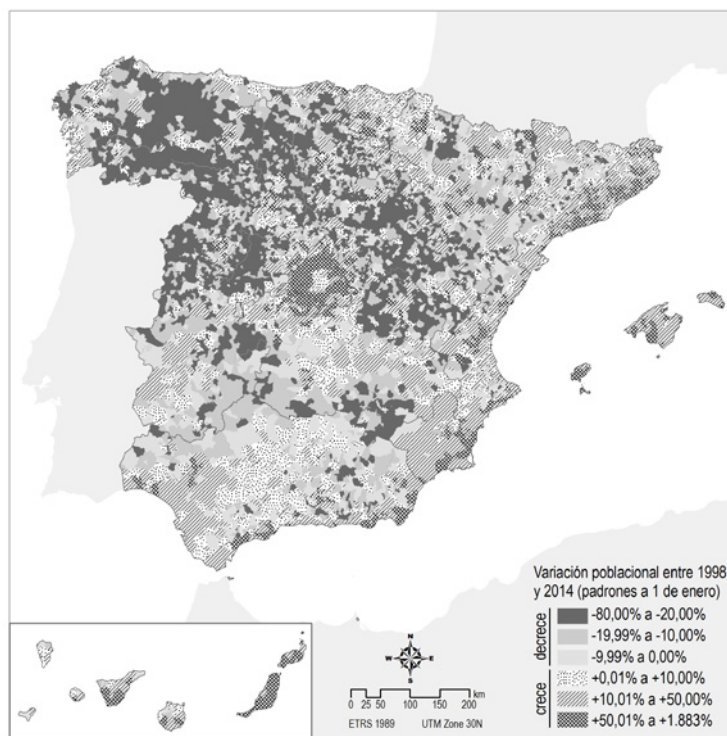 Variación poblacional entre 1998
y 2014 (padrones a 1 de enero)
decrece
-80,00% a -20,00%
-19,99% a -10,00%
-9,99% a 0,00%
crece
+0,01% a +10,00%
+10,01% a +50,00%
+50,01% a +1.883%
N
W E
S
0 25 50 100 150 200
km
ETRS 1989 UTM Zone 30N